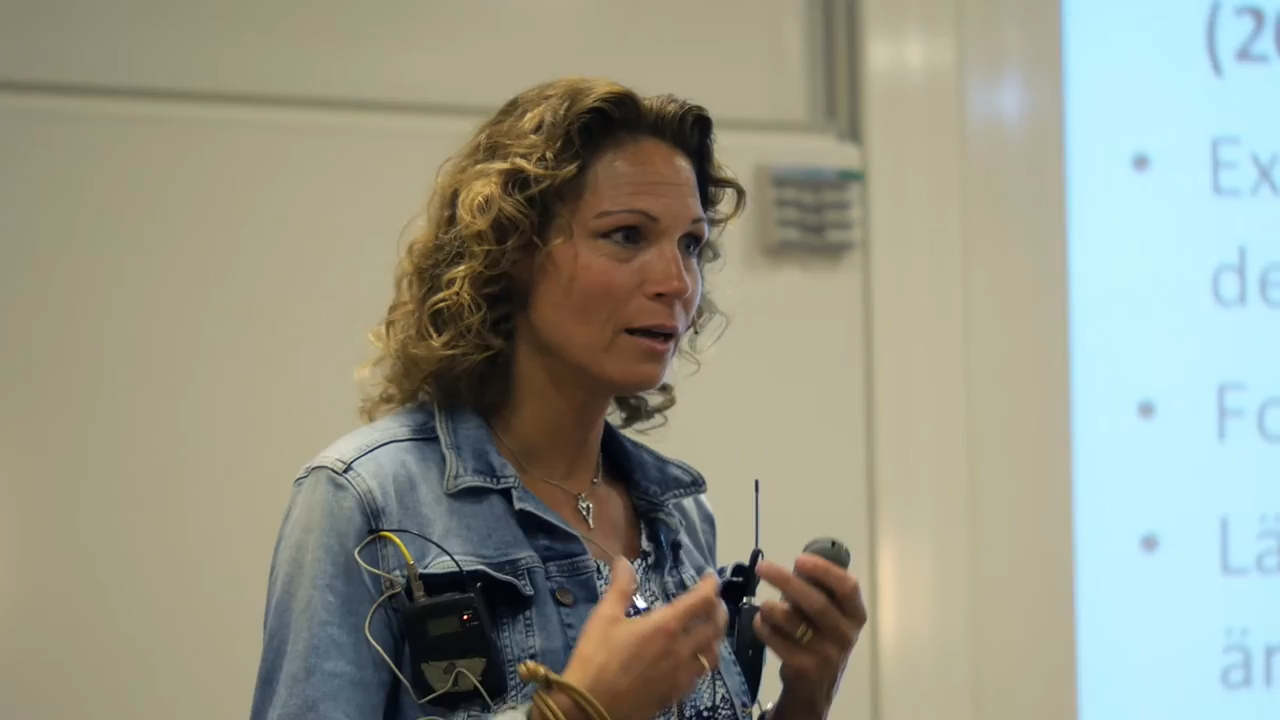 (20
• Ex
de
• Fo
• Lä
är